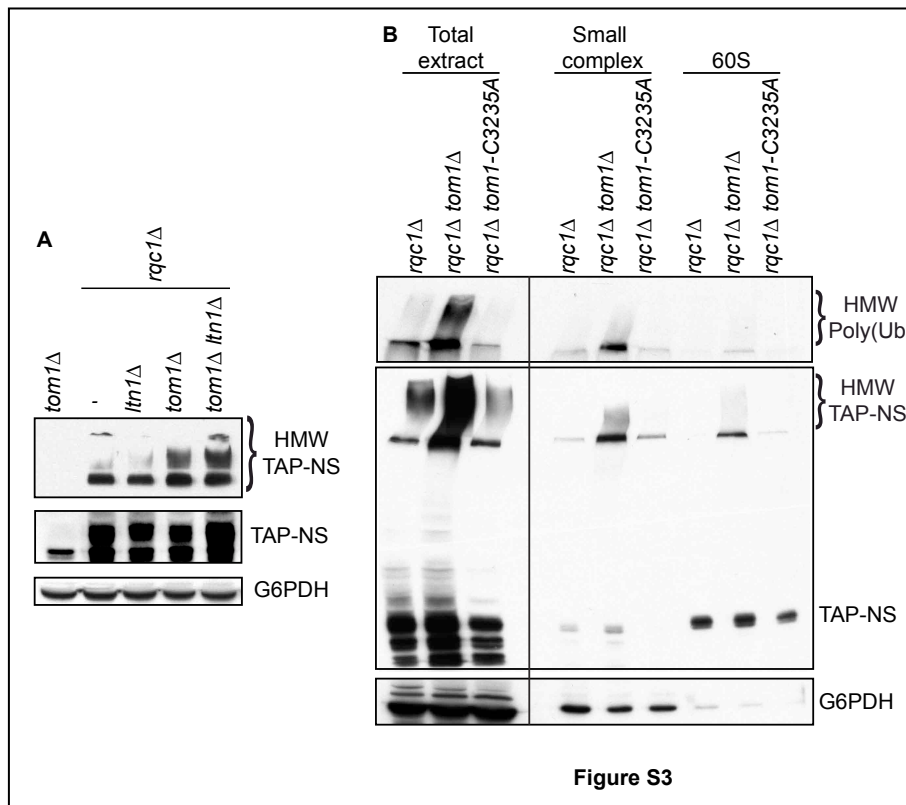 A
rqc1Δ
tom1Δ
-
ltn1Δ
tom1Δ
tom1Δ ltn1Δ
HMW
TAP-NS
TAP-NS
G6PDH
B
Total
extract
Small
complex
60S
rqc1Δ
rqc1Δ tom1Δ
rqc1Δ tom1-C3235A
rqc1Δ
rqc1Δ tom1Δ
rqc1Δ tom1-C3235A
rqc1Δ
rqc1Δ tom1Δ
rqc1Δ tom1-C3235A
HMW
Poly(Ub
HMW
TAP-NS
TAP-NS
G6PDH
Figure S3